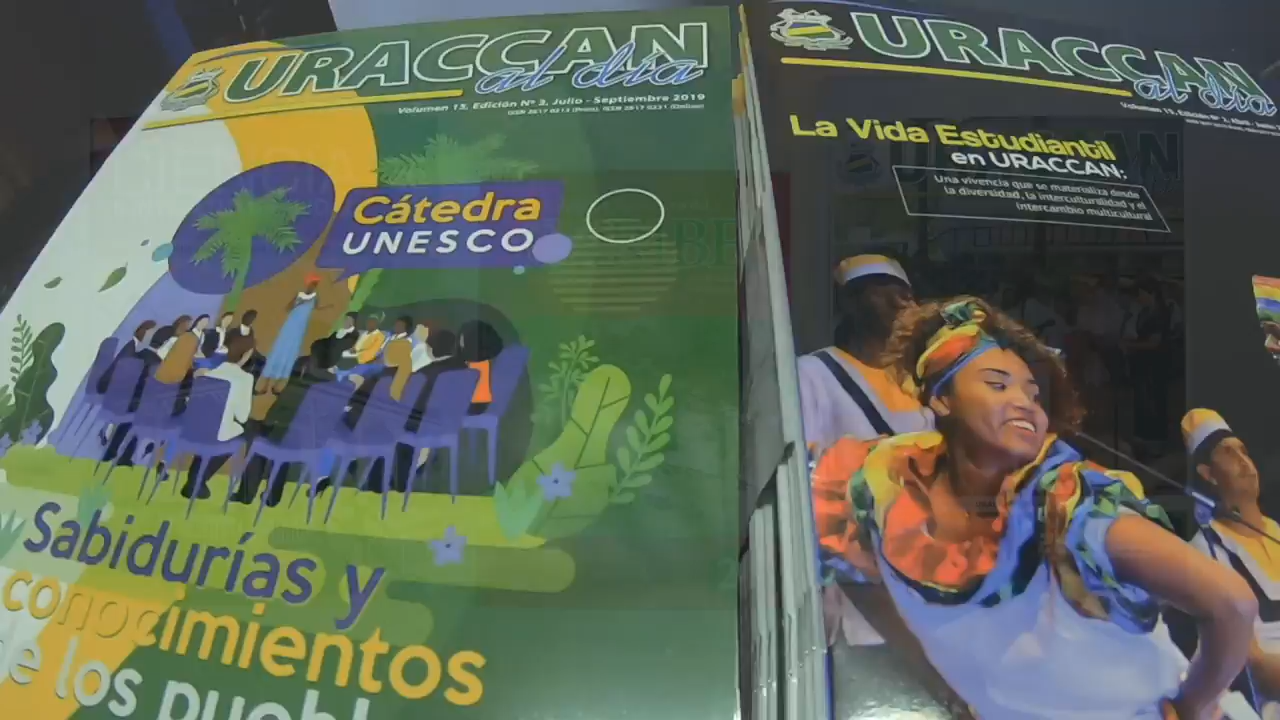 URACCAN
al día
Volumen 15, Edición Nº 3, Julio - Septiembre 2019
Cátedra
UNESCO
Sabidurías y
conocimientos
de los
URACCAN
al día
La Vida Estudiantil
en URACCAN:
Una vivencia que se materializa desde
la diversidad, la interculturalidad y el
intercambio multicultural